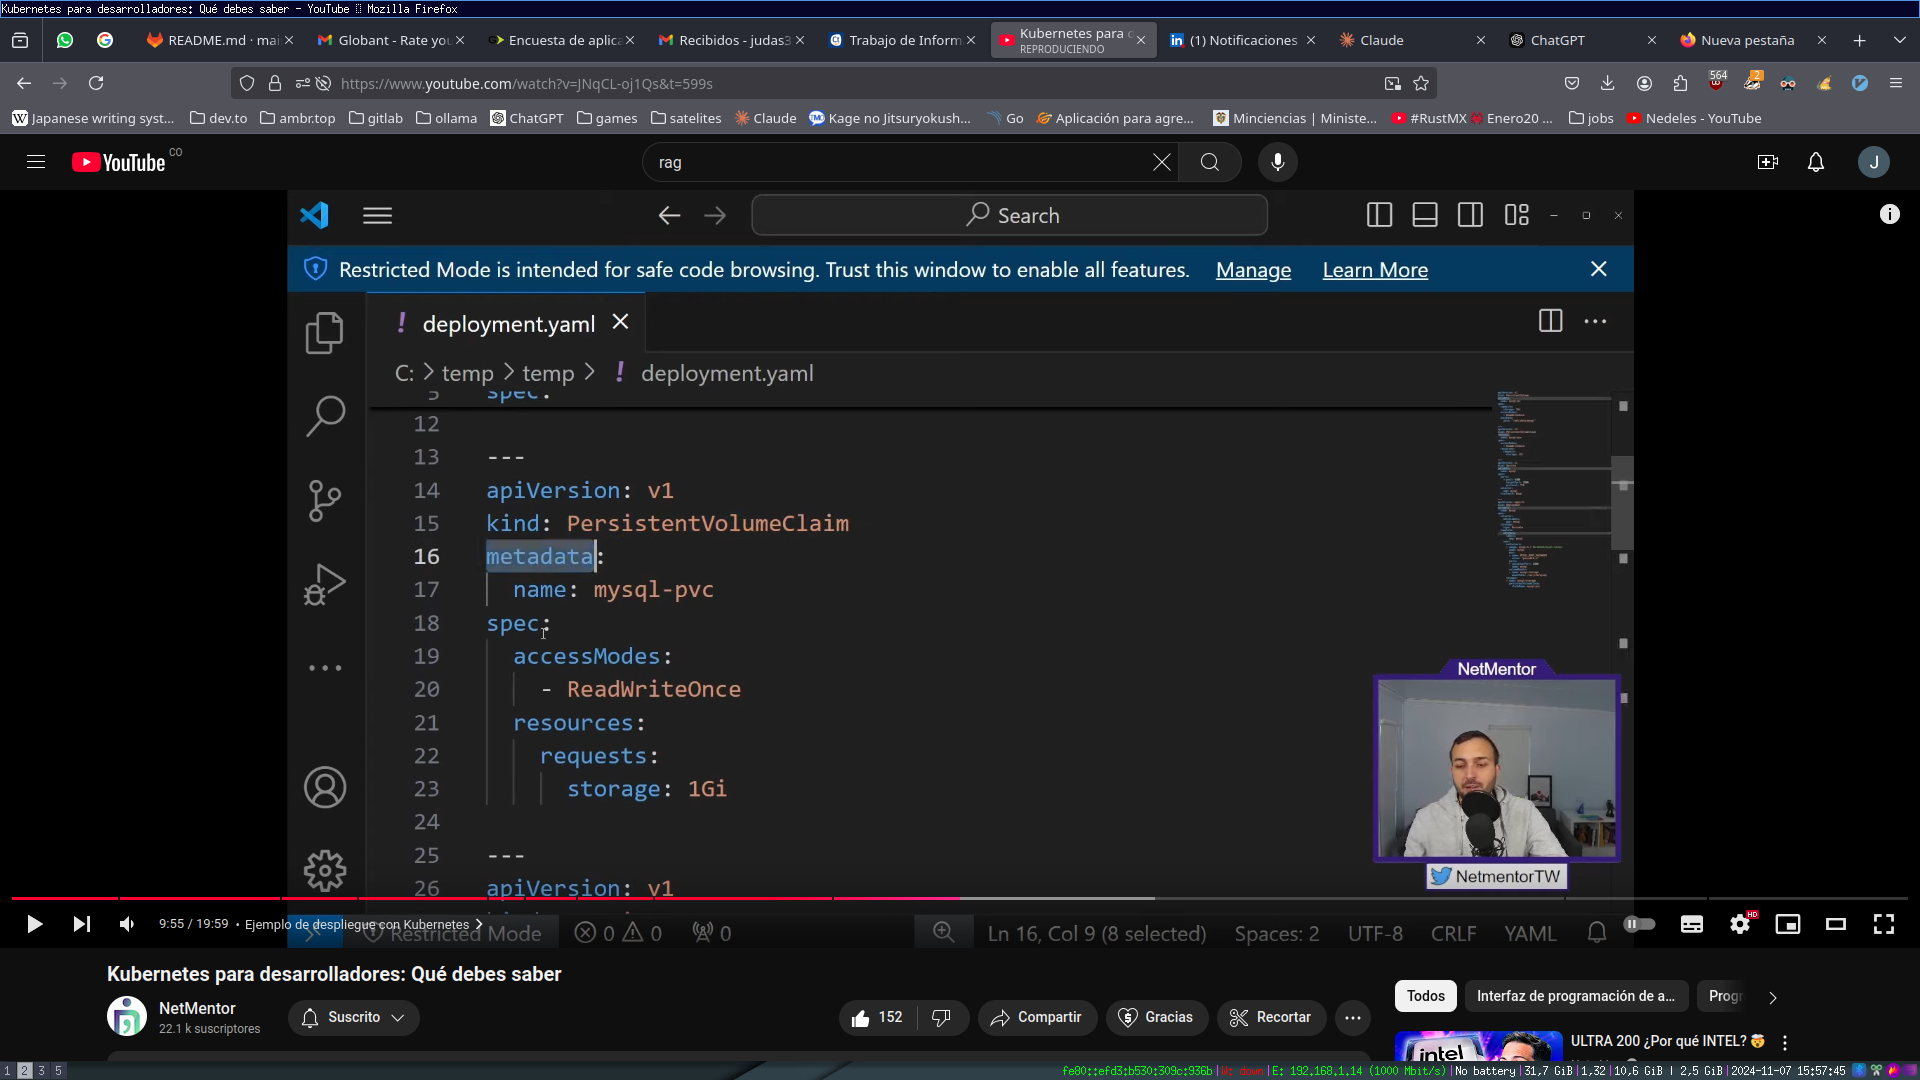 Kubernetes para desarrolladores: Qué debes saber - YouTube Mozilla Firefox
README.md · mai
Globant - Rate you
Encuesta de aplica
Recibidos - judas3
Trabajo de Inform
Kubernetes para d
REPRODUCIENDO
(1) Notificaciones
Claude
ChatGPT
Nueva pestaña
https://www.youtube.com/watch?v=JNqCL-oj1Qs&t=599s
564
2
Japanese writing syst...
dev.to
ambr.top
gitlab
ollama
ChatGPT
games
satelites
Claude
Kage no Jitsuryokush...
Go
Aplicación para agre...
Minciencias | Ministe...
#RustMX
Enero20 ...
jobs
Nedeles - YouTube
YouTube CO
rag
J
Search
Restricted Mode is intended for safe code browsing. Trust this window to enable all features. Manage Learn More
! deployment.yaml
C: > temp > temp > ! deployment.yaml
5 spec:
12
13 ---
14 apiVersion: v1
15 kind: PersistentVolumeClaim
16 metadata:
17 name: mysql-pvc
18 spec:
19 accessModes:
20 - ReadWriteOnce
21 resources:
22 requests:
23 storage: 1Gi
24
25 ---
26 apiVersion: v1
NetMentor
NetmentorTW
9:55 / 19:59 · Ejemplo de despliegue con Kubernetes
HD
Restricted Mode
0 0
0
Ln 16, Col 9 (8 selected)
Spaces: 2
UTF-8
CRLF
YAML
Kubernetes para desarrolladores: Qué debes saber
NetMentor
22.1 k suscriptores
Suscrito
152
Compartir
Gracias
Recortar
Todos
Interfaz de programación de a...
Progr
intel
ULTRA 200 ¿Por qué INTEL? 🤯
1 2 3 5
fe80::efd3:b530:309c:936b|W: down|E: 192.168.1.14 (1000 Mbit/s)|No battery|31,7 GiB|1,32|10,6 GiB | 2,5 GiB|2024-11-07 15:57:45